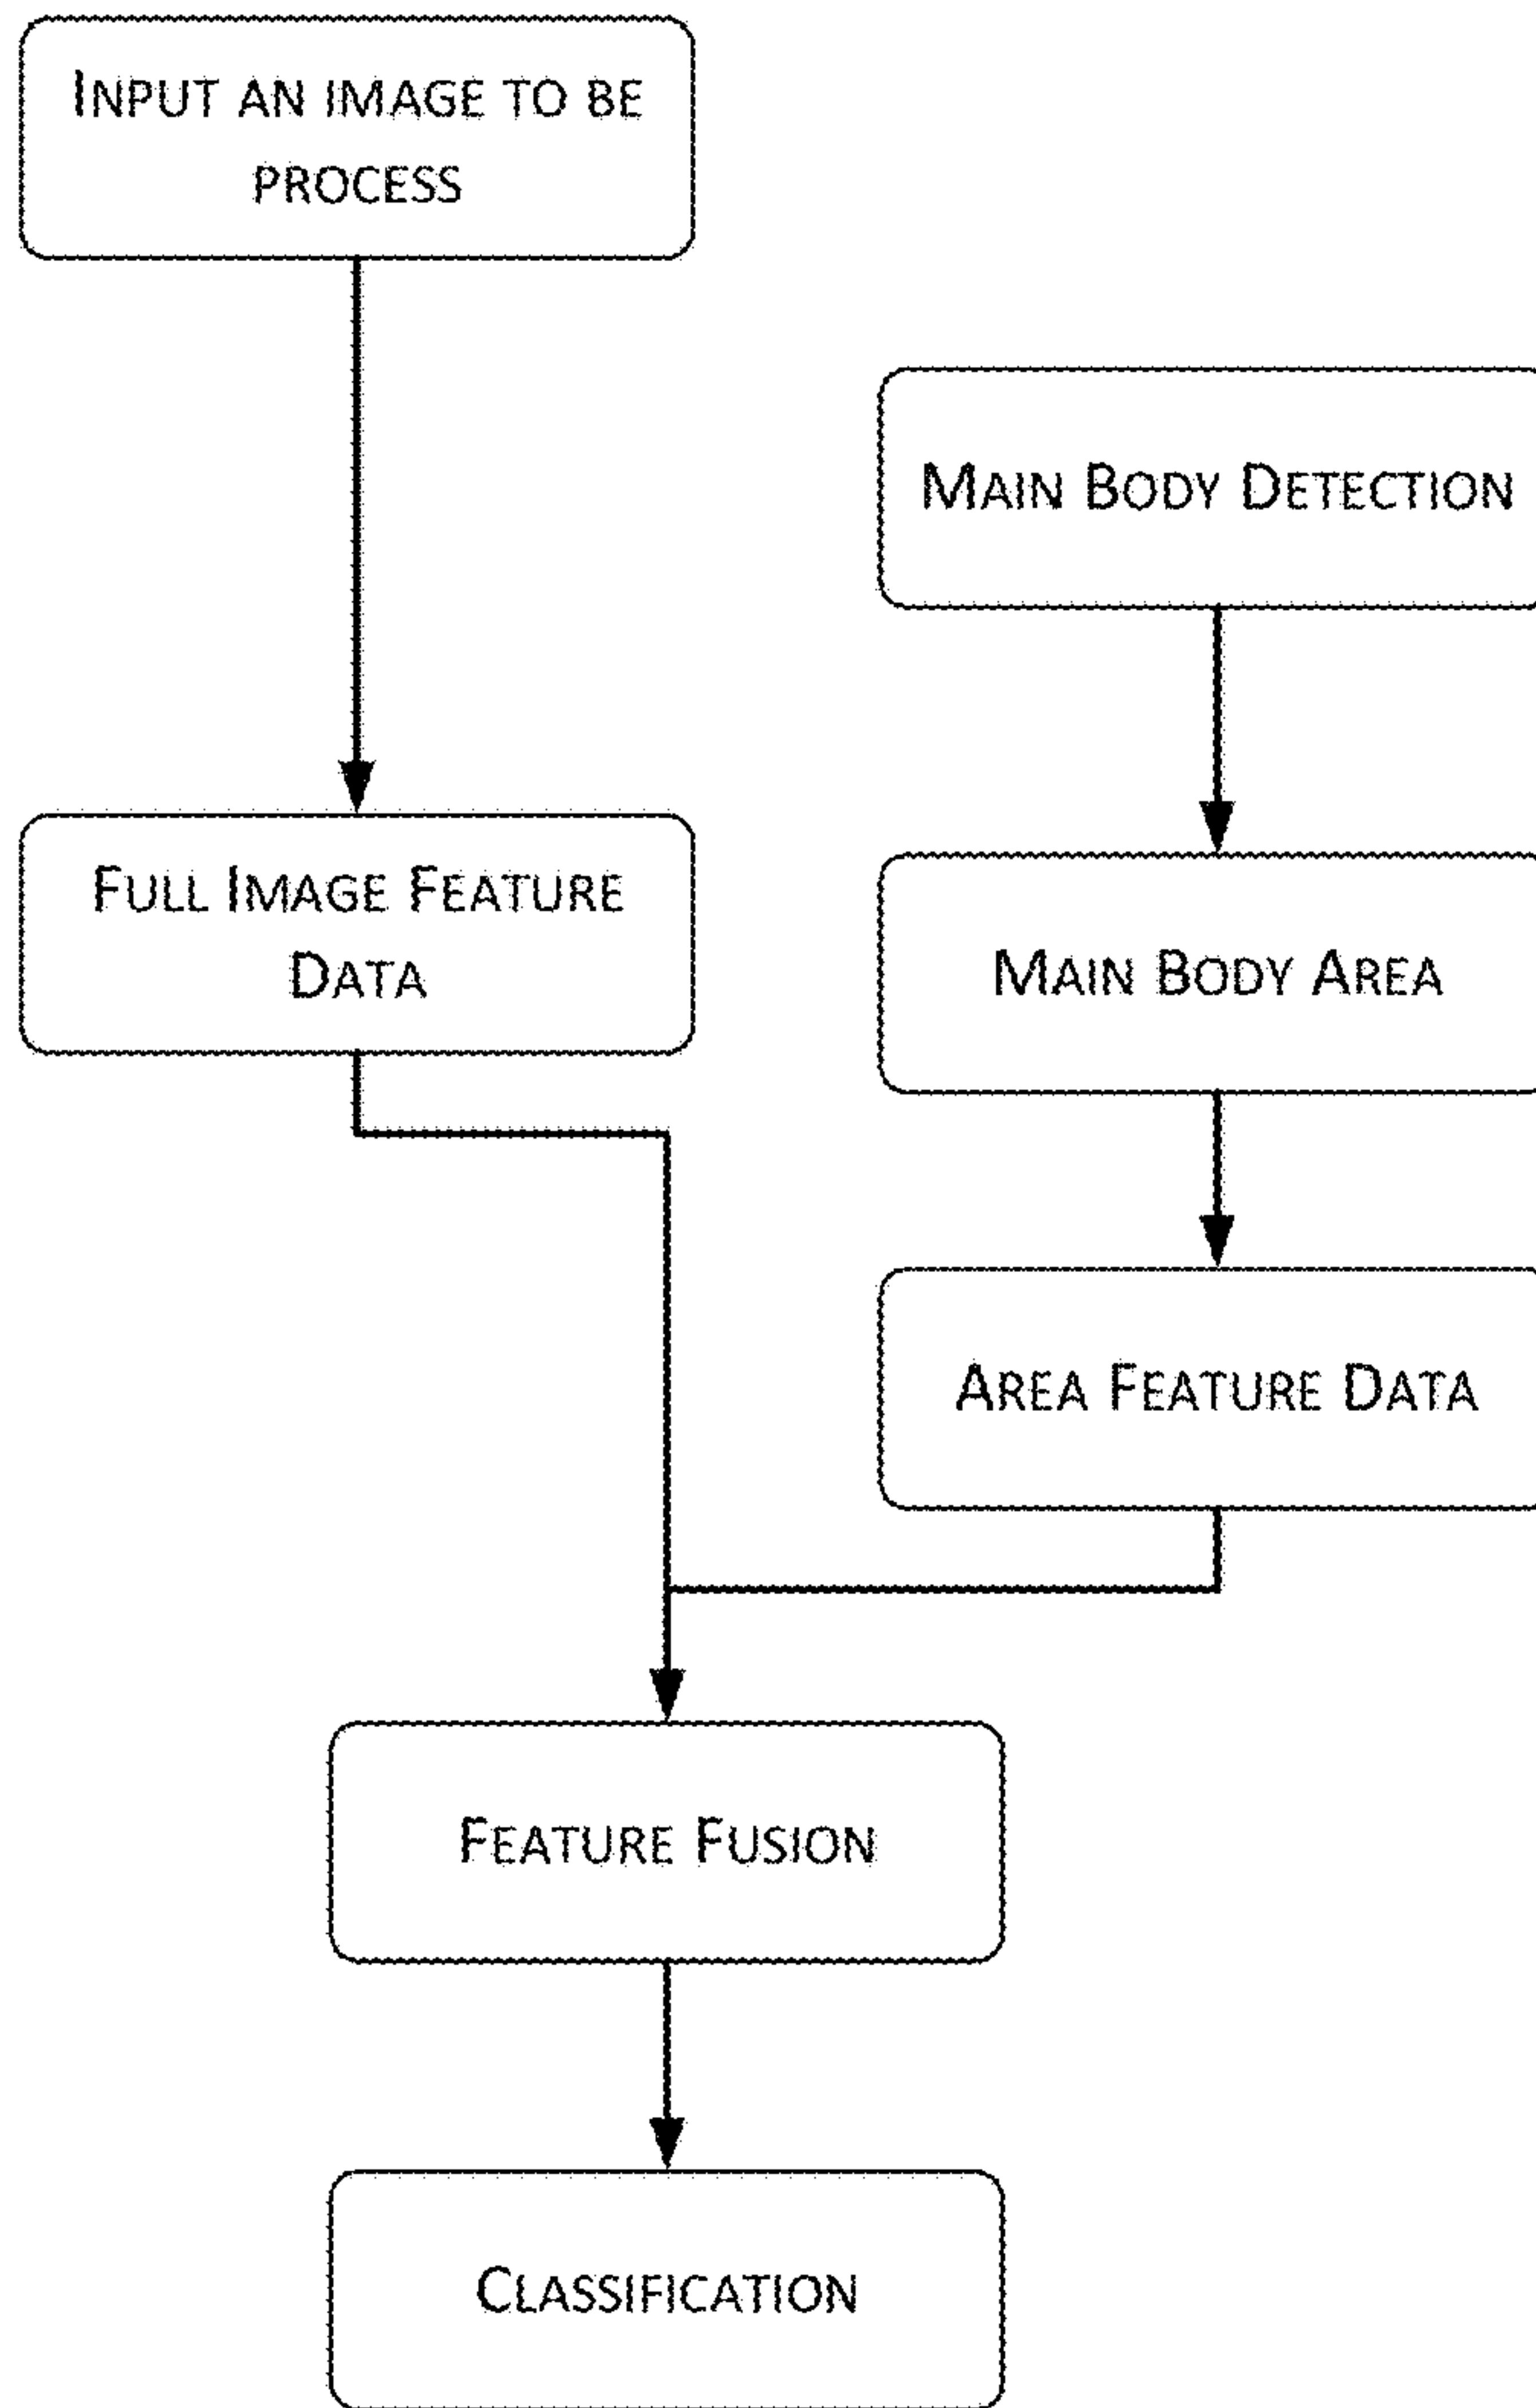 INPUT AN IMAGE TO BE
PROCESS
MAIN BODY DETECTION
FULL IMAGE FEATURE
DATA
MAIN BODY AREA
AREA FEATURE DATA
FEATURE FUSION
CLASSIFICATION